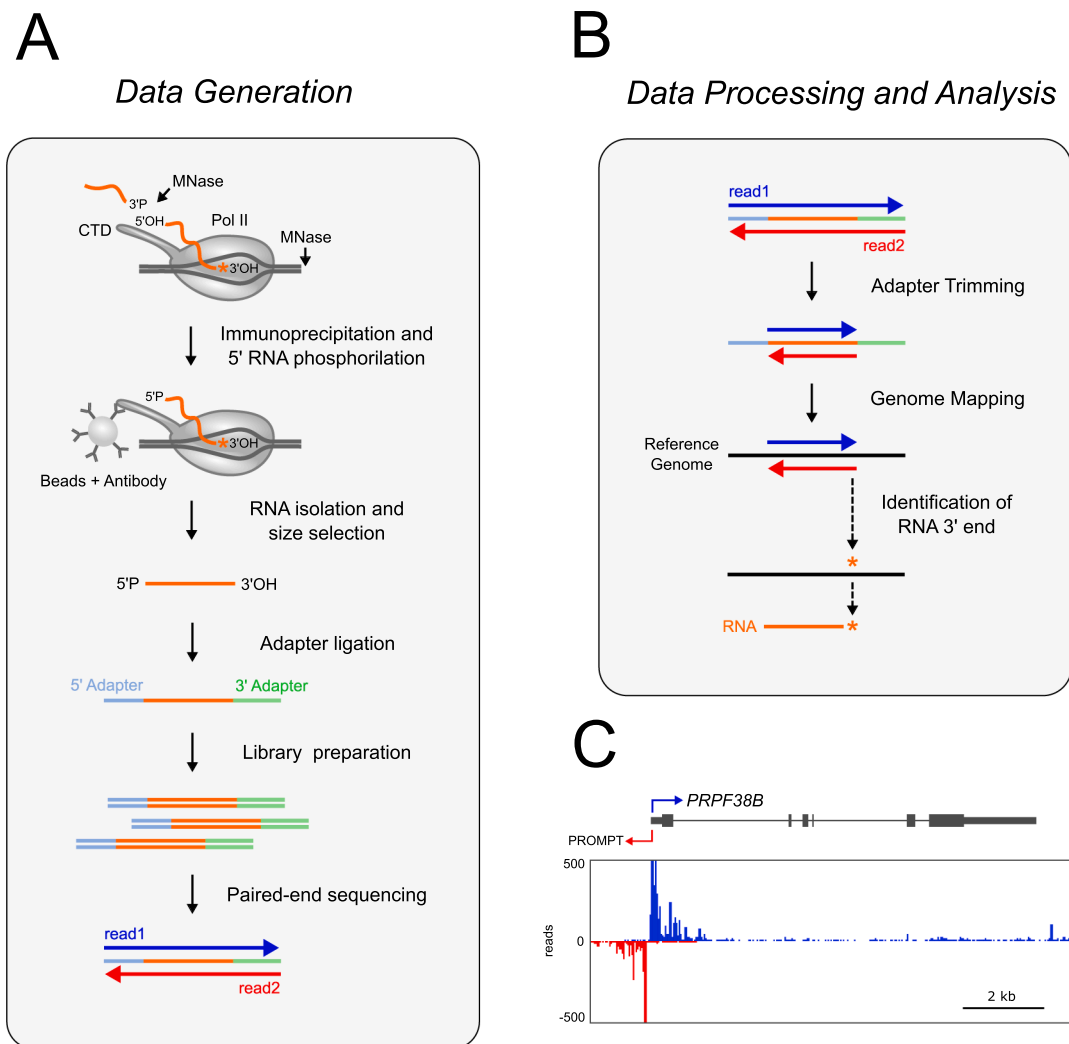 A
Data Generation
MNase
3'P
5'OH
Pol II
CTD
MNase
*3'OH
Immunoprecipitation and
5' RNA phosphorilation
5'P
*3'OH
Beads + Antibody
RNA isolation and
size selection
5'P
3'OH
Adapter ligation
5' Adapter
3' Adapter
Library preparation
Paired-end sequencing
read1
read2
B
Data Processing and Analysis
read1
read2
Adapter Trimming
Genome Mapping
Reference
Genome
Identification of
RNA 3' end
*
RNA *
C
PRPF38B
PROMPT
500
reads
0
2 kb
-500